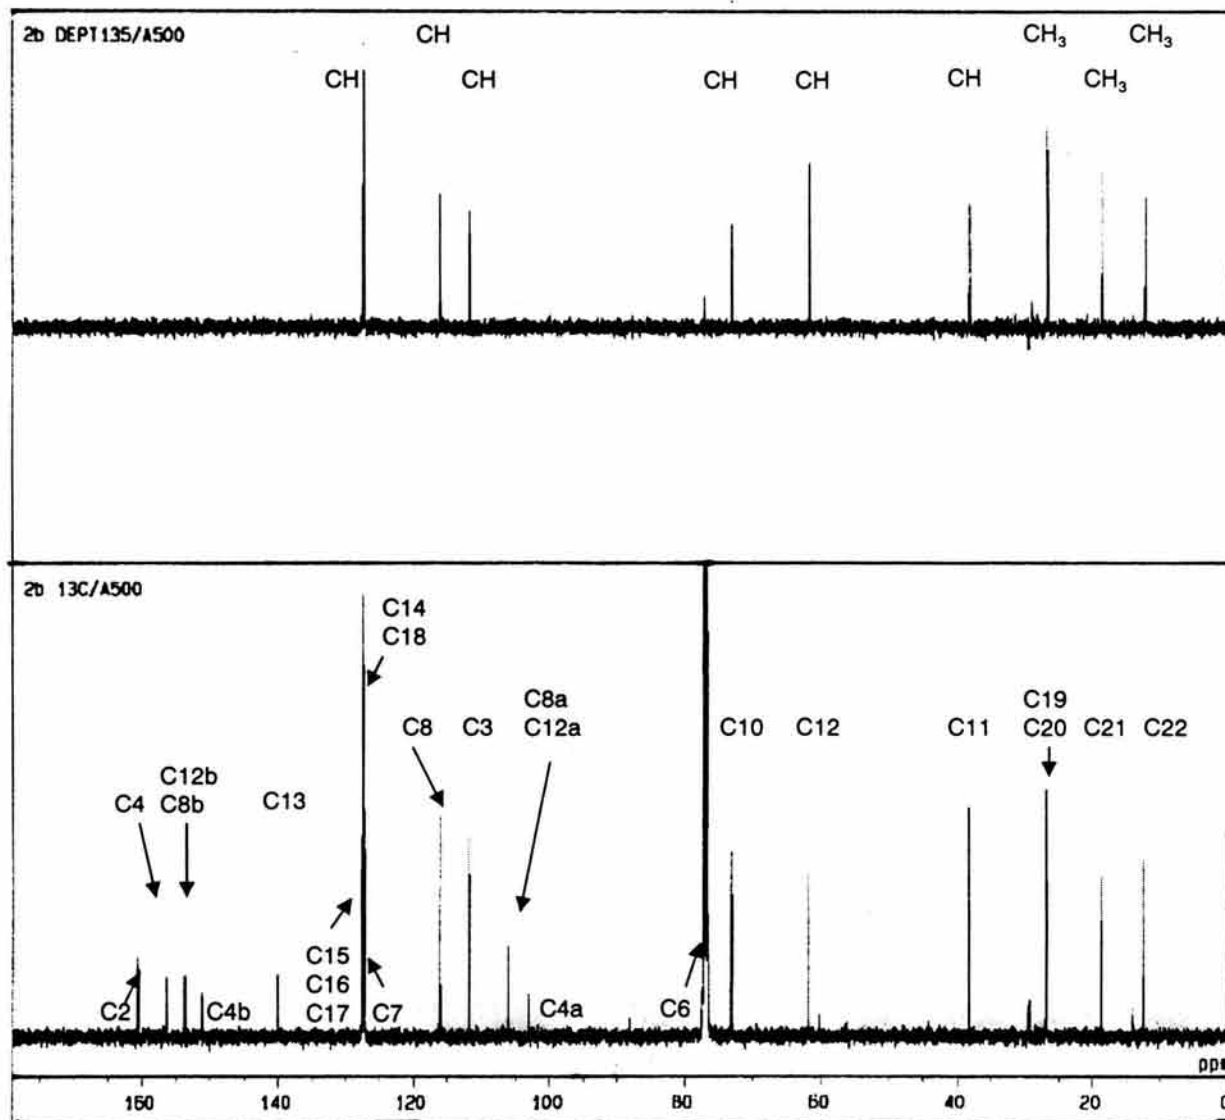 2b DEPT135/A500
CH CH₃ CH₃
CH CH CH CH CH CH₃
2b 13C/A500
C14
C18
C8a C19
C8 C3 C12a C10 C12 C11 C20 C21 C22
C12b
C4 C8b C13
C15
C16
C2 C4b C17 C7 C4a C6
ppm
160 140 120 100 80 60 40 20